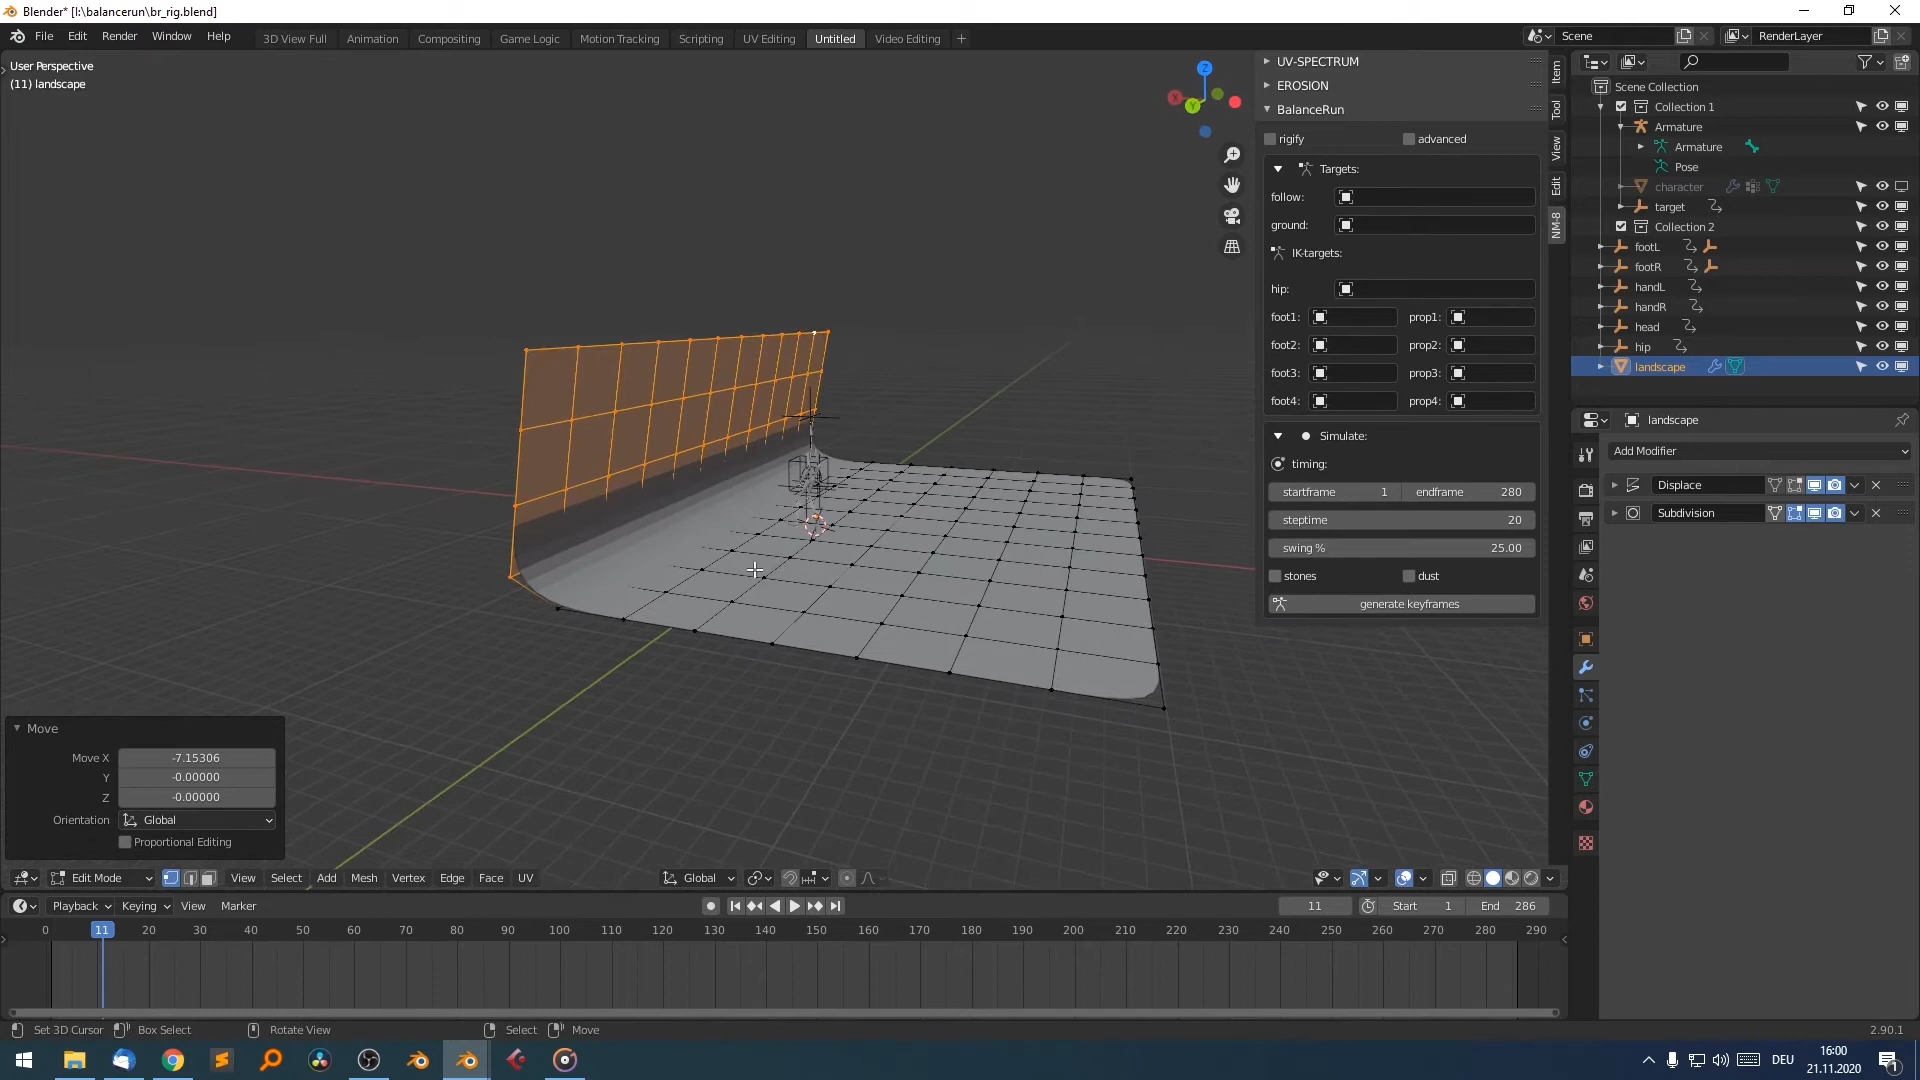 Blender* [I:\balancerun\br_rig.blend]
File Edit Render Window Help
3D View Full Animation Compositing Game Logic Motion Tracking Scripting UV Editing Untitled Video Editing +
Scene
RenderLayer
User Perspective
(11) landscape
Z
X
Y
UV-SPECTRUM
EROSION
BalanceRun
rigify advanced
Targets:
follow:
ground:
IK-targets:
hip:
foot1: prop1:
foot2: prop2:
foot3: prop3:
foot4: prop4:
Simulate:
timing:
startframe 1 endframe 280
steptime 20
swing % 25.00
stones dust
generate keyframes
Item
Tool
View
Edit
NM-8
Scene Collection
Collection 1
Armature
Armature
Pose
character
target
Collection 2
footL
footR
handL
handR
head
hip
landscape
landscape
Add Modifier
Displace
Subdivision
Move
Move X -7.15306
Y -0.00000
Z -0.00000
Orientation Global
Proportional Editing
Edit Mode View Select Add Mesh Vertex Edge Face UV Global
Playback Keying View Marker 11 Start 1 End 286
0 11 20 30 40 50 60 70 80 90 100 110 120 130 140 150 160 170 180 190 200 210 220 230 240 250 260 270 280 290
Set 3D Cursor Box Select Rotate View Select Move 2.90.1
DEU
16:00
21.11.2020
1